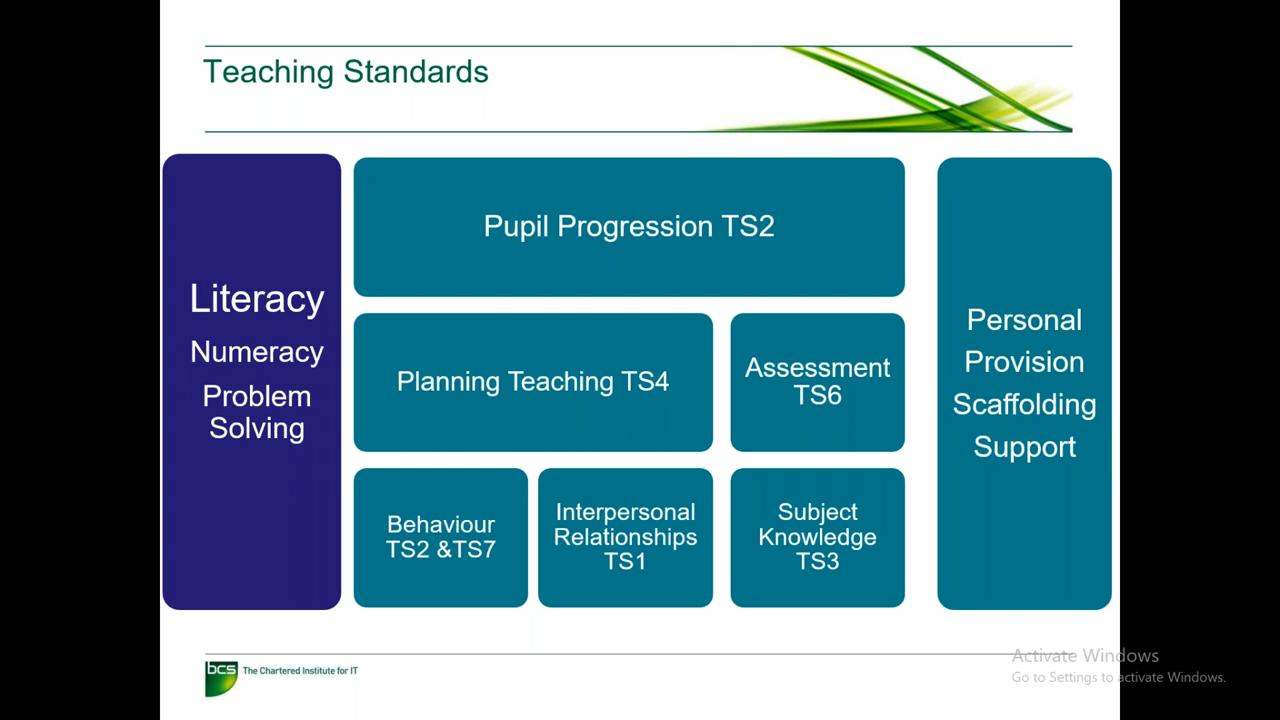 Teaching Standards
Literacy
Numeracy
Problem
Solving
Pupil Progression TS2
Planning Teaching TS4
Assessment
TS6
Behaviour
TS2 &TS7
Interpersonal
Relationships
TS1
Subject
Knowledge
TS3
Personal
Provision
Scaffolding
Support
bcs The Chartered Institute for IT
Activate Windows
Go to Settings to activate Windows.